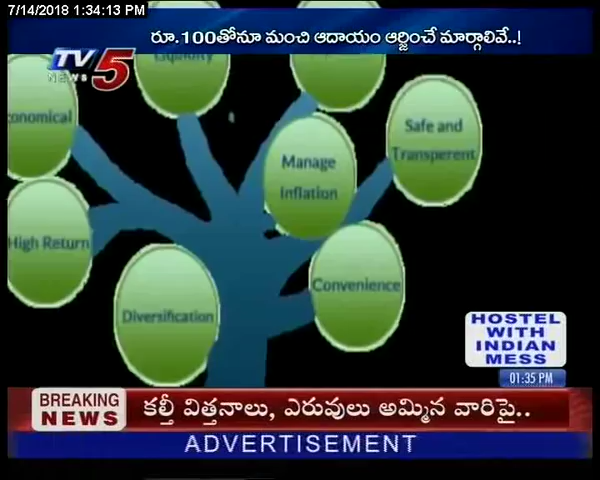 7/14/2018 1:34:13 PM
రూ.100తోనూ మంచి ఆదాయం ఆర్జించే మార్గాలివే..!
TV5
NEWS
Liquidity
conomical
Safe and
Transperent
Manage
Inflation
High Return
Convenience
Diversification
HOSTEL
WITH
INDIAN
MESS
01:35 PM
BREAKING
NEWS
కల్తీ విత్తనాలు, ఎరువులు అమ్మిన వారిపై..
ADVERTISEMENT